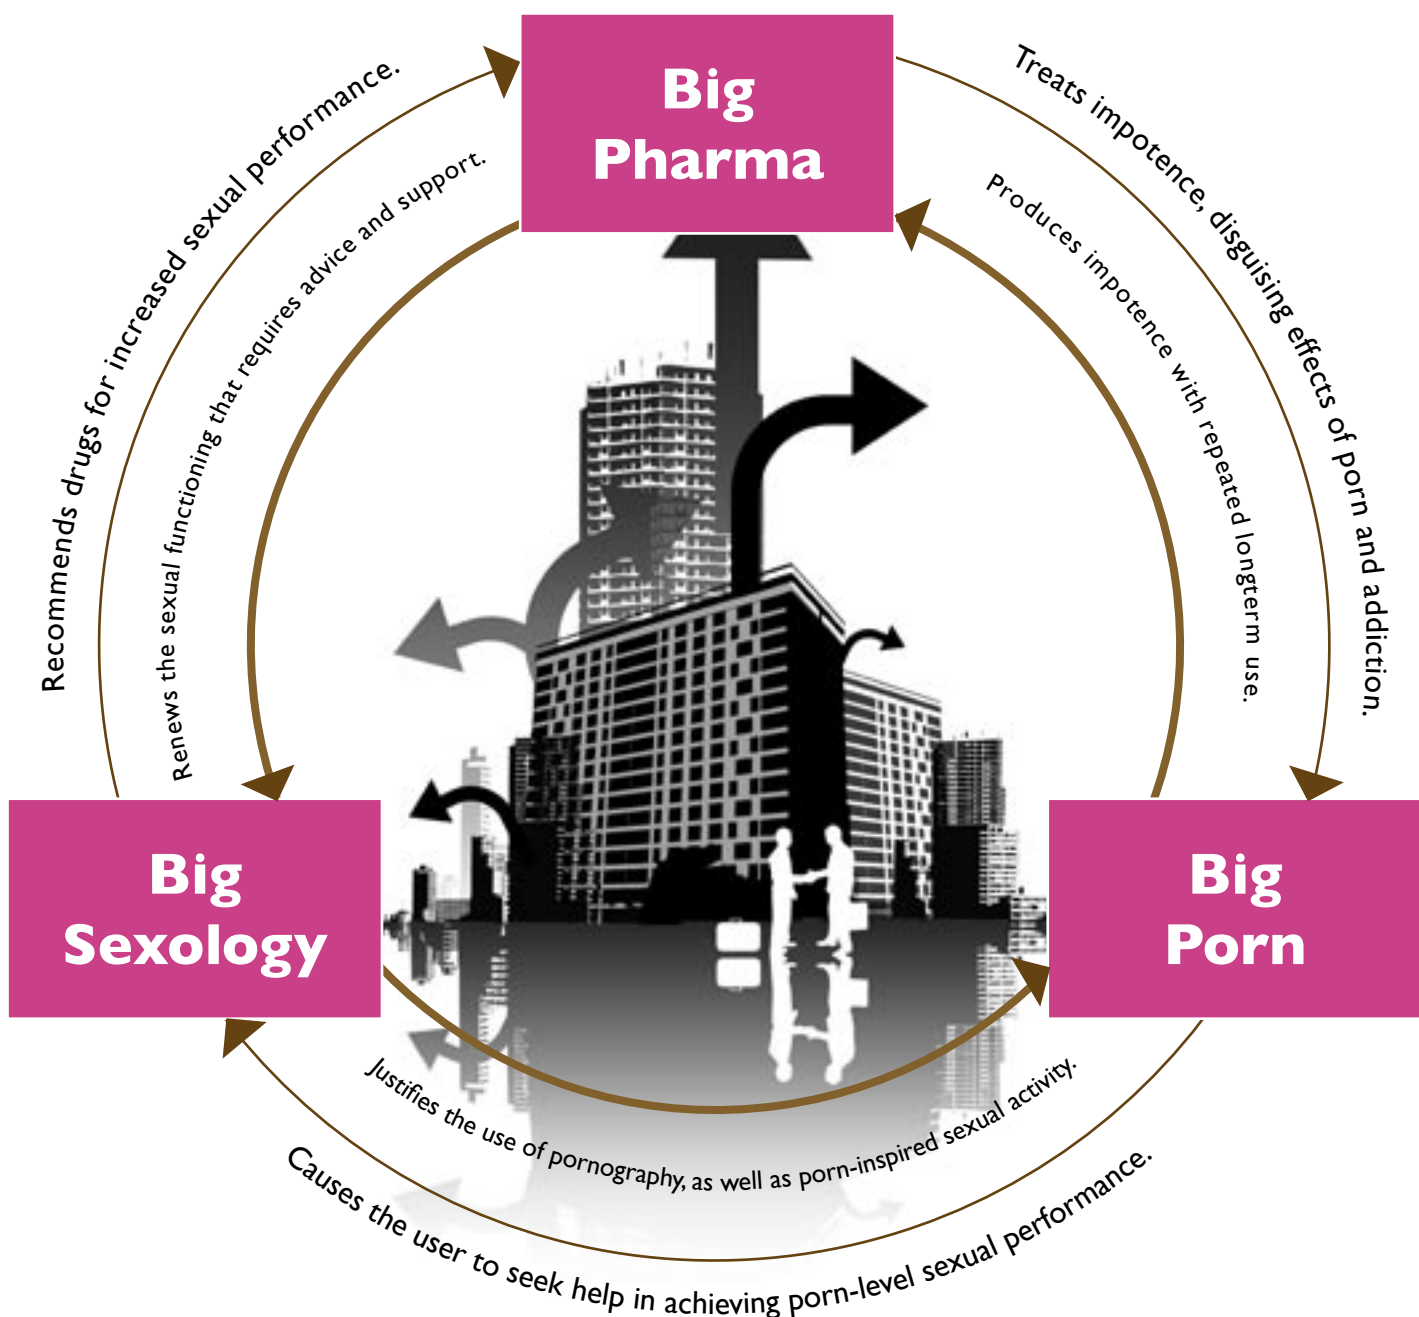 Big
Pharma
Recommends drugs for increased sexual performance.
Renews the sexual functioning that requires advice and support.
Treats impotence, disguising effects of porn and addiction.
Produces impotence with repeated longterm use.
Big
Sexology
Big
Porn
Justifies the use of pornography, as well as porn-inspired sexual activity.
Causes the user to seek help in achieving porn-level sexual performance.